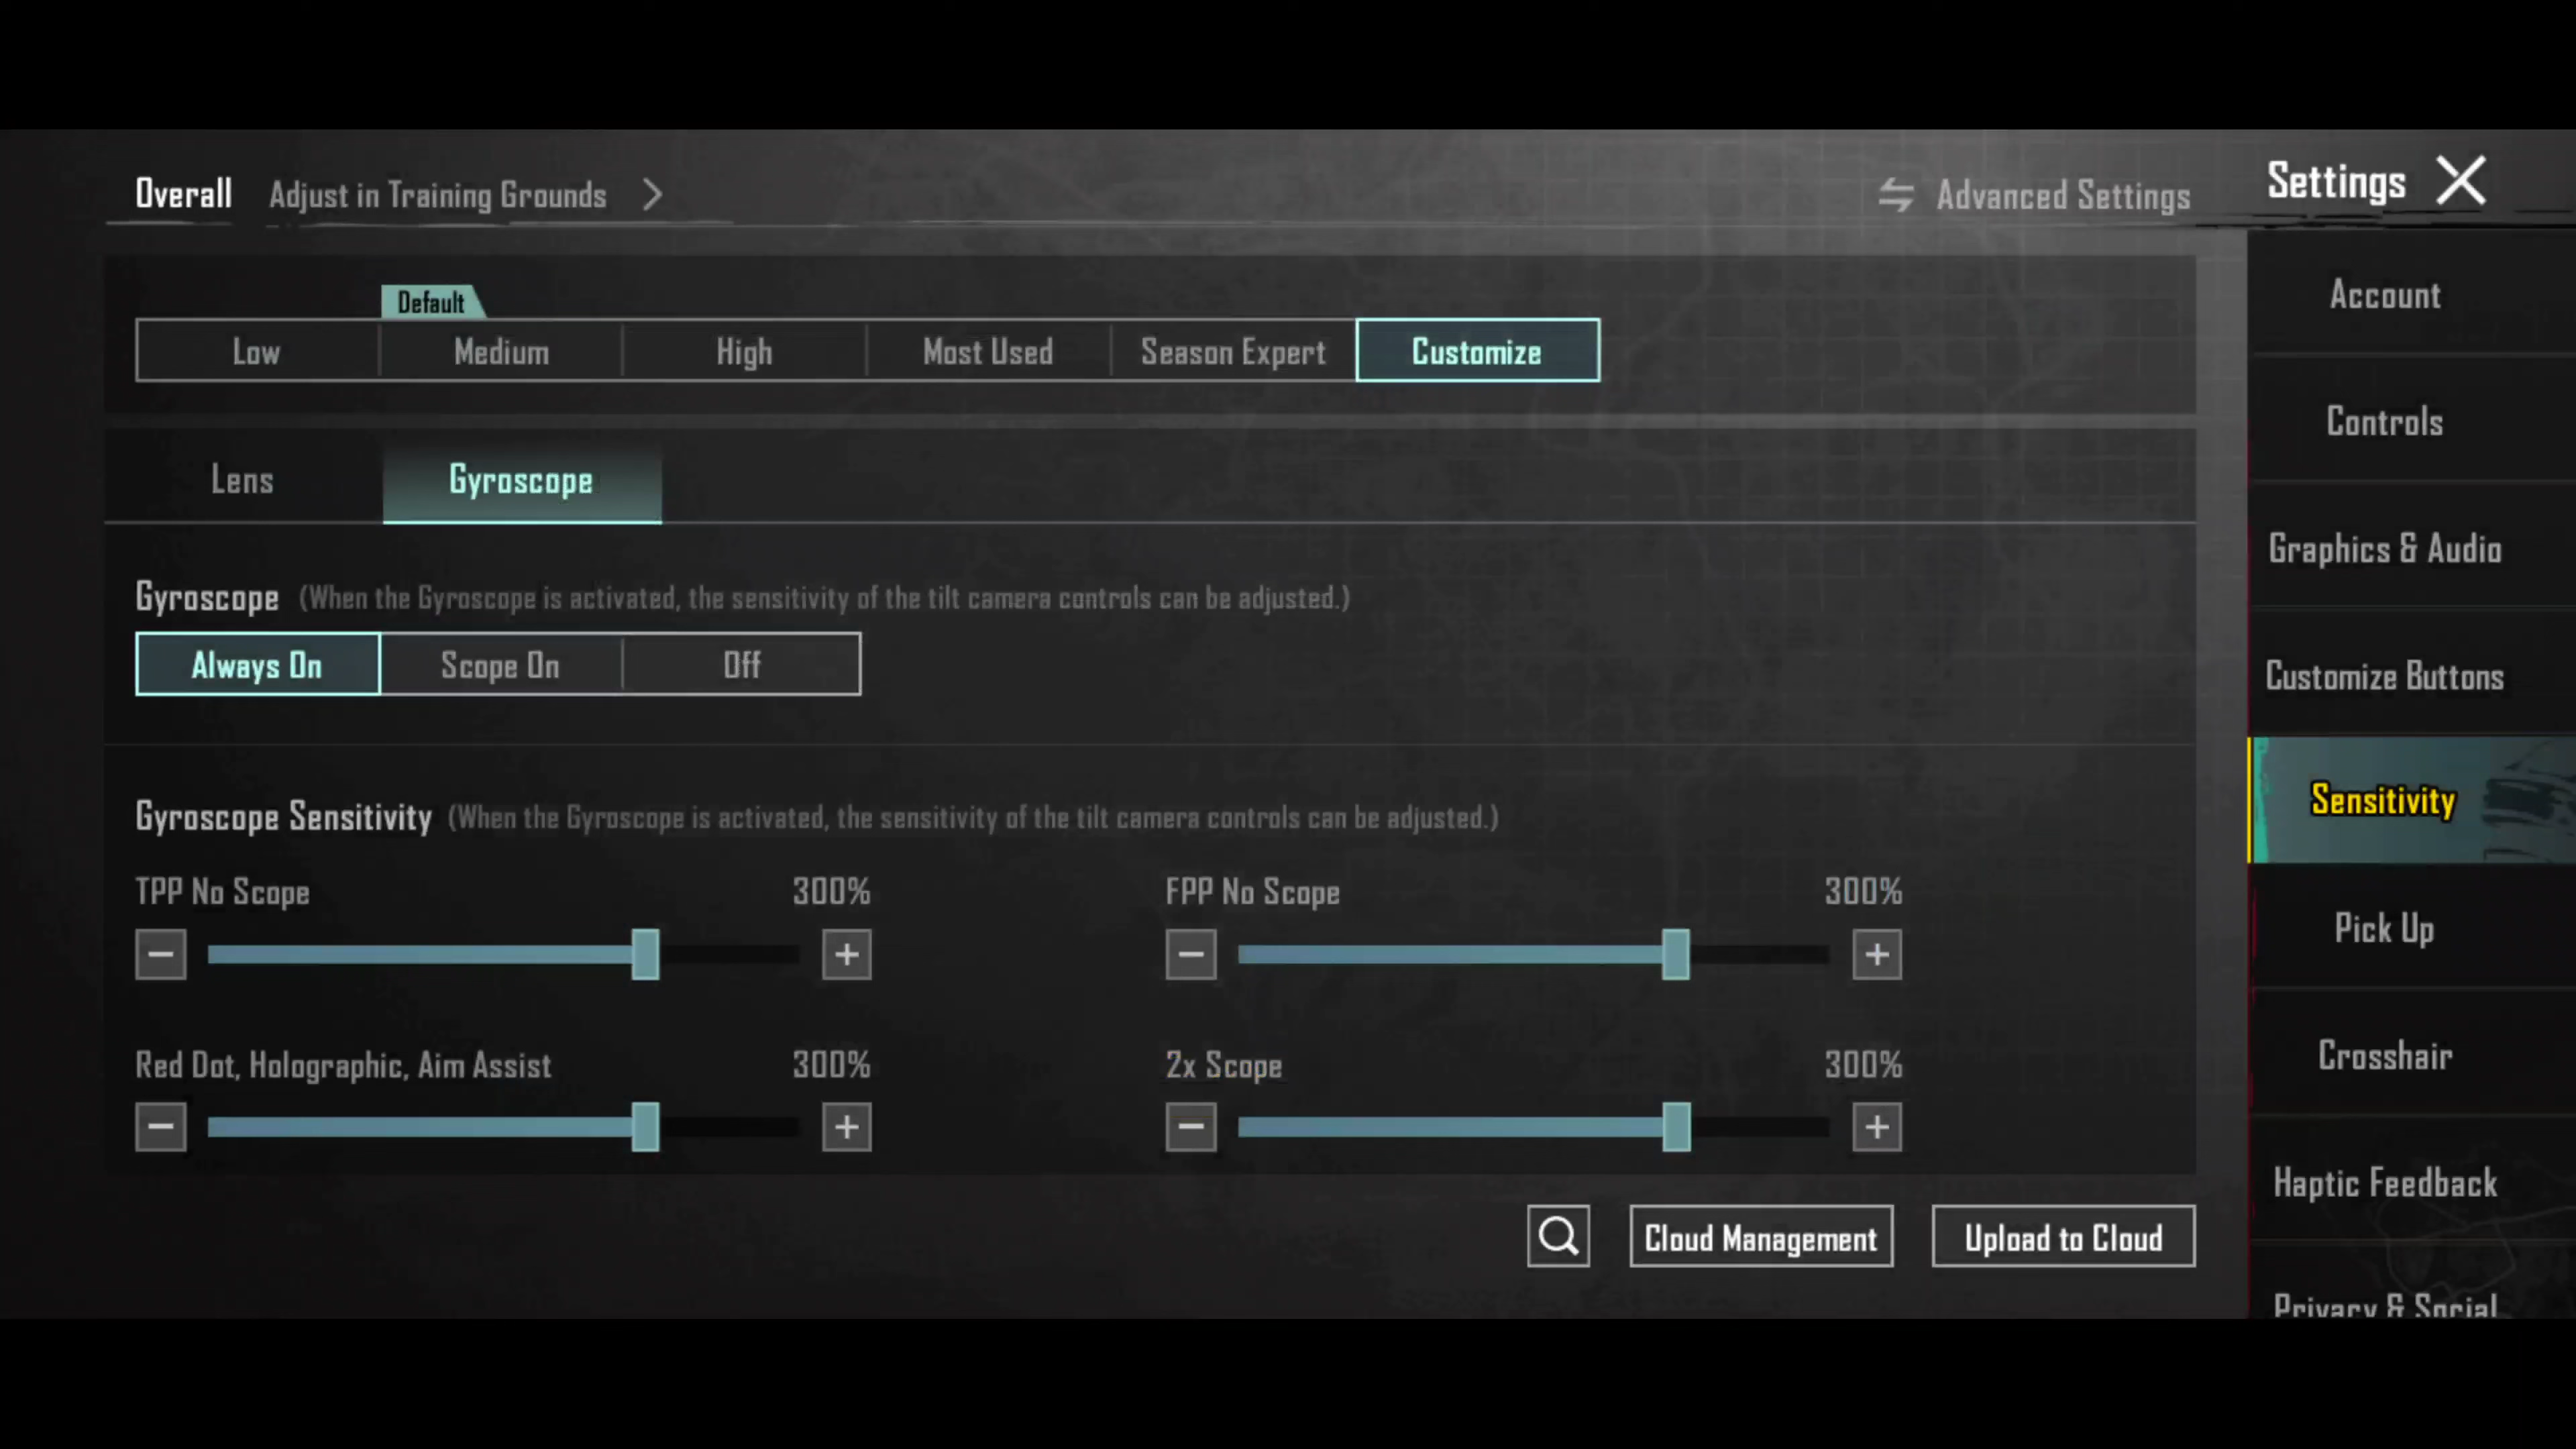 Overall Adjust in Training Grounds Advanced Settings Settings
Default
Low Medium High Most Used Season Expert Customize
Lens Gyroscope
Gyroscope (When the Gyroscope is activated, the sensitivity of the tilt camera controls can be adjusted.)
Always On Scope On Off
Gyroscope Sensitivity (When the Gyroscope is activated, the sensitivity of the tilt camera controls can be adjusted.)
TPP No Scope 300% FPP No Scope 300%
Red Dot, Holographic, Aim Assist 300% 2x Scope 300%
Cloud Management Upload to Cloud
Account
Controls
Graphics & Audio
Customize Buttons
Sensitivity
Pick Up
Crosshair
Haptic Feedback
Privacy & Social